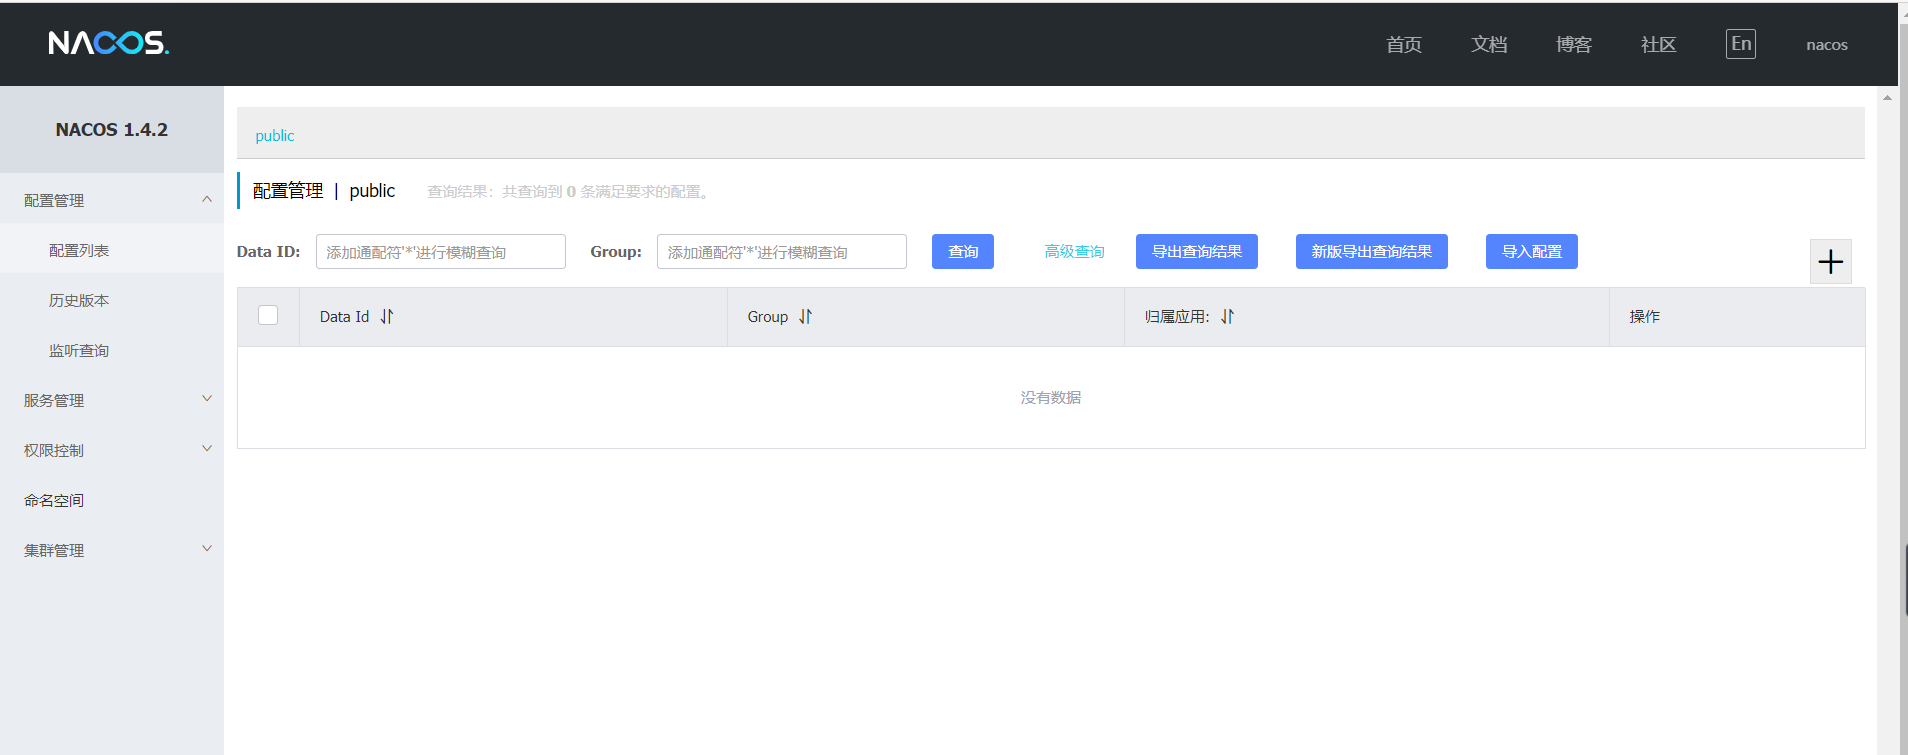 NACOS.
首页 文档 博客 社区 En nacos
NACOS 1.4.2
配置管理
配置列表
历史版本
监听查询
服务管理
权限控制
命名空间
集群管理
public
配置管理 | public 查询结果：共查询到 0 条满足要求的配置。
Data ID: 添加通配符'*'进行模糊查询 Group: 添加通配符'*'进行模糊查询 查询 高级查询 导出查询结果 新版导出查询结果 导入配置
Data Id Group 归属应用: 操作
没有数据